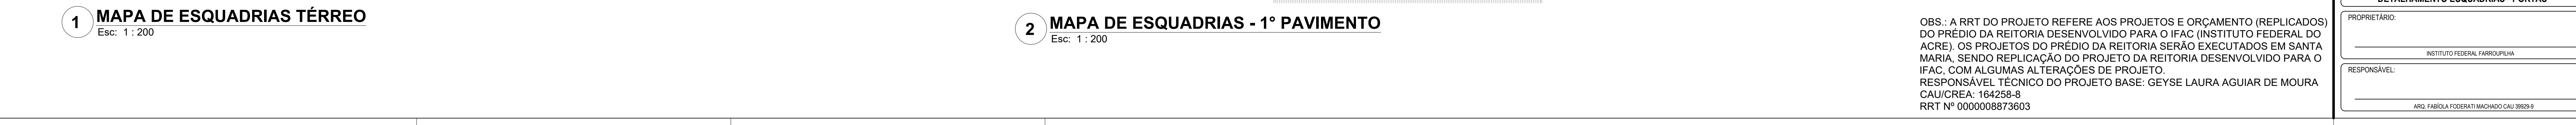 1
MAPA DE ESQUADRIAS TÉRREO
Esc: 1 : 200
2
MAPA DE ESQUADRIAS - 1° PAVIMENTO
Esc: 1 : 200
OBS.: A RRT DO PROJETO REFERE AOS PROJETOS E ORÇAMENTO (REPLICADOS)
DO PRÉDIO DA REITORIA DESENVOLVIDO PARA O IFAC (INSTITUTO FEDERAL DO
ACRE). OS PROJETOS DO PRÉDIO DA REITORIA SERÃO EXECUTADOS EM SANTA
MARIA, SENDO REPLICAÇÃO DO PROJETO DA REITORIA DESENVOLVIDO PARA O
IFAC, COM ALGUMAS ALTERAÇÕES DE PROJETO.
RESPONSÁVEL TÉCNICO DO PROJETO BASE: GEYSE LAURA AGUIAR DE MOURA
CAU/CREA: 164258-8
RRT Nº 0000008873603
DETALHAMENTO ESQUADRIAS - PORTAS
PROPRIETÁRIO:
INSTITUTO FEDERAL FARROUPILHA
RESPONSÁVEL:
ARQ. FABÍOLA FODERATI MACHADO CAU 39929-9